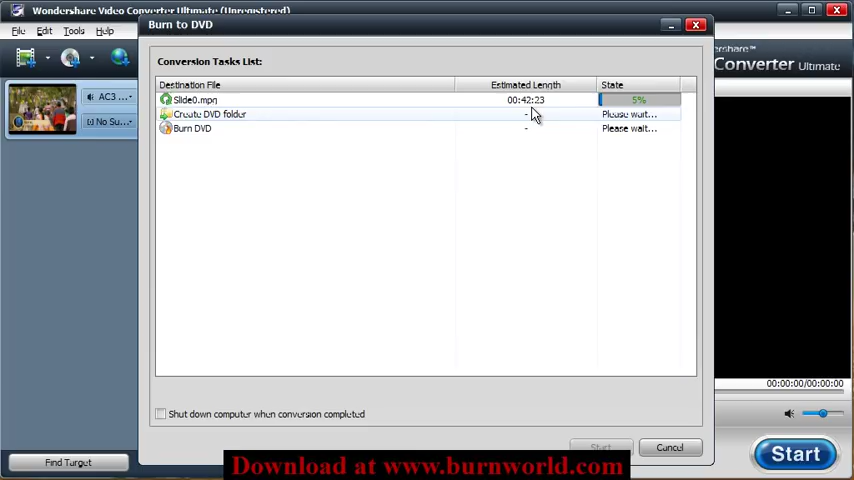 Wondershare Video Converter Ultimate (Unregistered)
File Edit Tools Help
Burn to DVD
Conversion Tasks List:
Destination File Estimated Length State
Slide0.mpg 00:42:23 5%
Create DVD folder - Please wait...
Burn DVD - Please wait...
AC3 ...
No Su...
Converter Ultimate
00:00:00/00:00:00
Shut down computer when conversion completed
Start Cancel
Find Target
Start
Download at www.burnworld.com